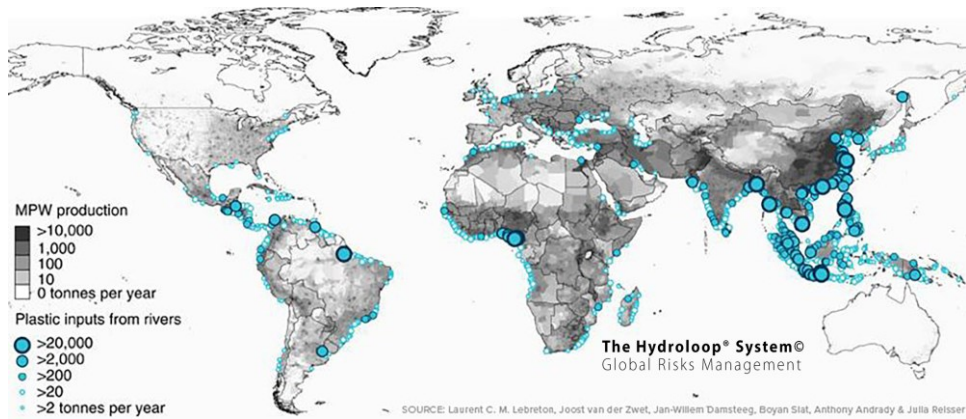 MPW production
>10,000
1,000
100
10
0 tonnes per year
Plastic inputs from rivers
>20,000
>2,000
>200
>20
>2 tonnes per year
The Hydroloop® System©
Global Risks Management
SOURCE: Laurent C. M. Lebreton, Joost van der Zwet, Jan-Willem Damsteeg, Boyan Slat, Anthony Andrady & Julia Reisser